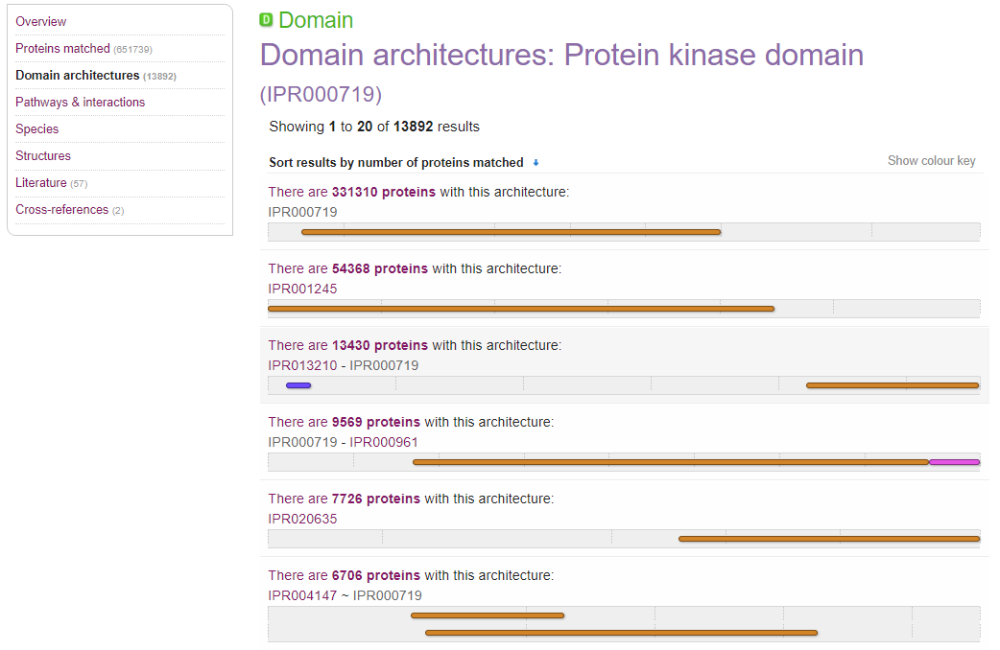 Overview
Proteins matched (651739)
Domain architectures (13892)
Pathways & interactions
Species
Structures
Literature (57)
Cross-references (2)
D Domain
Domain architectures: Protein kinase domain
(IPR000719)
Showing 1 to 20 of 13892 results
Sort results by number of proteins matched
Show colour key
There are 331310 proteins with this architecture:
IPR000719
There are 54368 proteins with this architecture:
IPR001245
There are 13430 proteins with this architecture:
IPR013210 - IPR000719
There are 9569 proteins with this architecture:
IPR000719 - IPR000961
There are 7726 proteins with this architecture:
IPR020635
There are 6706 proteins with this architecture:
IPR004147 ~ IPR000719